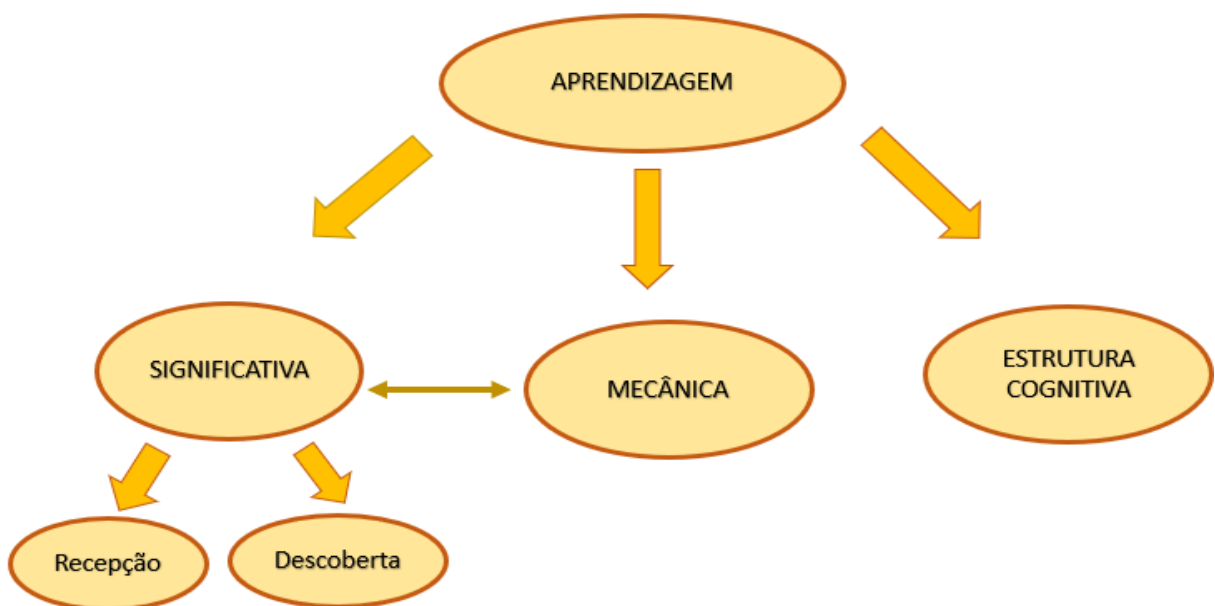 APRENDIZAGEM
SIGNIFICATIVA
MECÂNICA
ESTRUTURA
COGNITIVA
Recepção
Descoberta